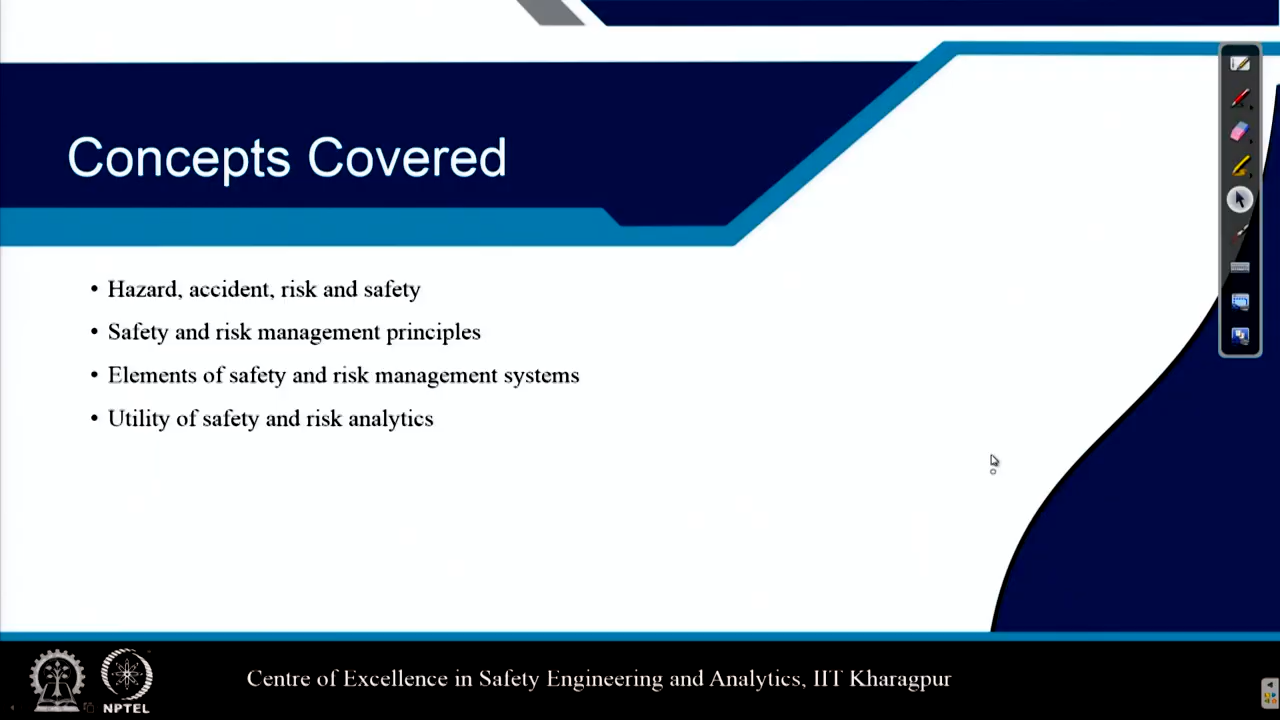 Concepts Covered
• Hazard, accident, risk and safety
• Safety and risk management principles
• Elements of safety and risk management systems
• Utility of safety and risk analytics
Centre of Excellence in Safety Engineering and Analytics, IIT Kharagpur
NPTEL